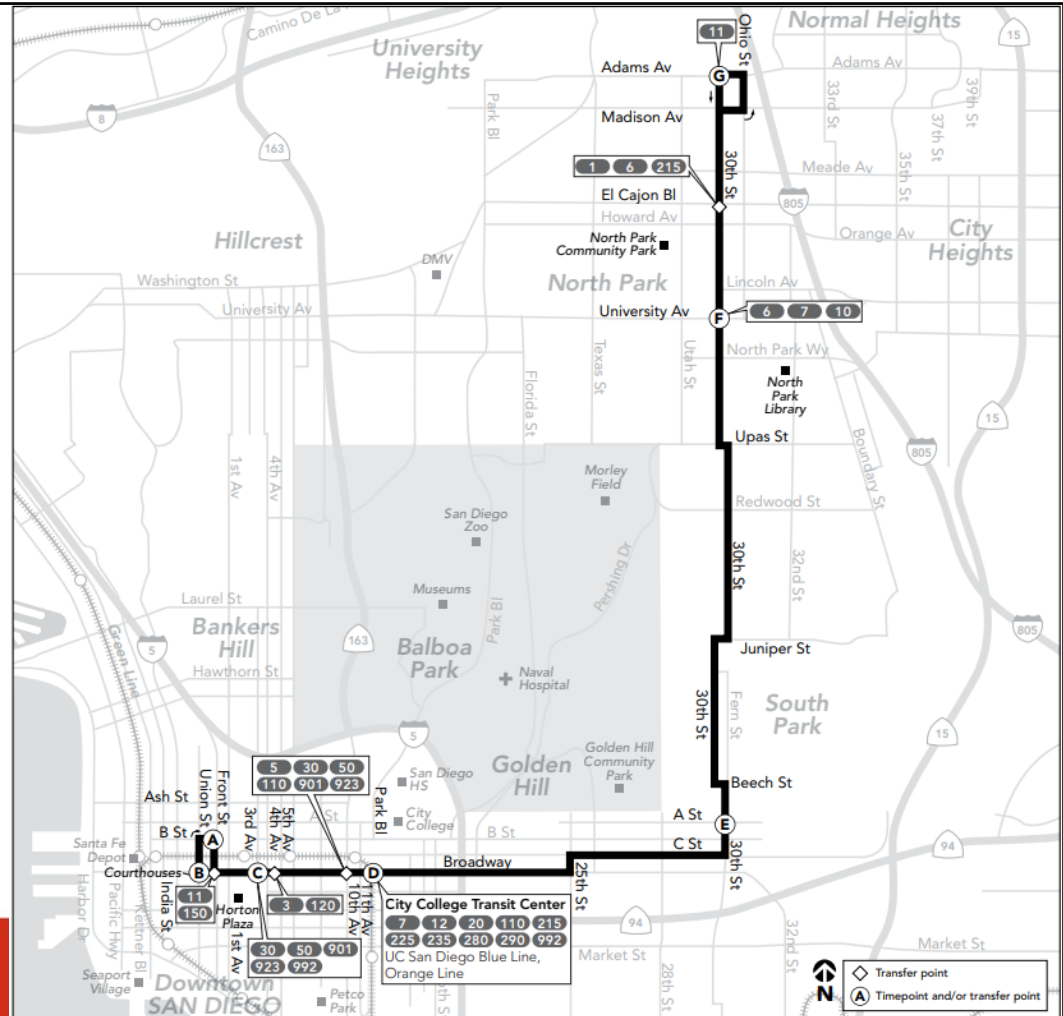 Camino De La
University
Heights
Normal Heights
15
11
Ohio St
Adams Av
G
Adams Av
8
Park Bl
33rd St
39th St
Madison Av
37th St
163
35th St
1 6 215
30th St
Meade Av
El Cajon Bl
805
Howard Av
Hillcrest
North Park
Community Park
Orange Av
City
Heights
DMV
Washington St
North Park
Lincoln Av
University Av
University Av
F
6 7 10
Texas St
Utah St
North Park Wy
Florida St
North
Park
Library
15
Boundary St
Upas St
805
1st Av
4th Av
Morley
Field
Redwood St
San Diego
Zoo
30th St
32nd St
Pershing Dr
Museums
Laurel St
Park Bl
Bankers
Hill
163
Balboa
Park
805
Green Line
5
Juniper St
Hawthorn St
Naval
Hospital
30th St
Fern St
South
Park
5
15
Golden
Hill
Golden Hill
Community
Park
5 30 50
110 901 923
San Diego
HS
Beech St
Union St
Front St
Ash St
Park Bl
3rd Av
4th Av
5th Av
A St
City
College
A St
B St
B St
A
E
C St
Santa Fe
Depot
94
Broadway
30th St
Courthouses
B
C
D
25th St
11
150
India St
Horton
Plaza
3 120
10th Av
11th Av
City College Transit Center
7 12 20 110 215
225 235 280 290 992
UC San Diego Blue Line,
Orange Line
94
Harbor Dr
Pacific Hwy
Kettner Bl
1st Av
30 50 901
923 992
Market St
Market St
32nd St
28th St
Seaport
Village
Downtown
SAN DIEGO
Petco
Park
N
Transfer point
A Timepoint and/or transfer point